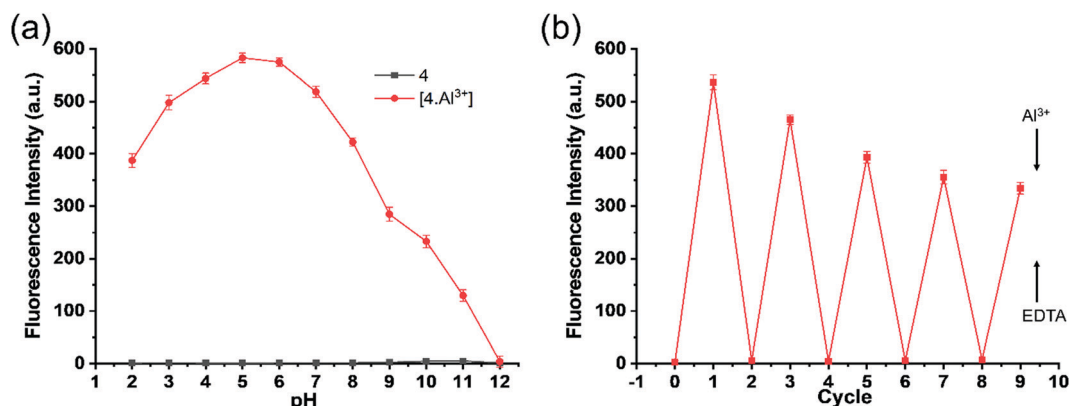 (a)
Fluorescence Intensity (a.u.)
600
500
400
300
200
100
0
1 2 3 4 5 6 7 8 9 10 11 12
pH
4
[4.Al³⁺]
(b)
Fluorescence Intensity (a.u.)
600
500
400
300
200
100
0
-1 0 1 2 3 4 5 6 7 8 9 10
Cycle
Al³⁺
EDTA